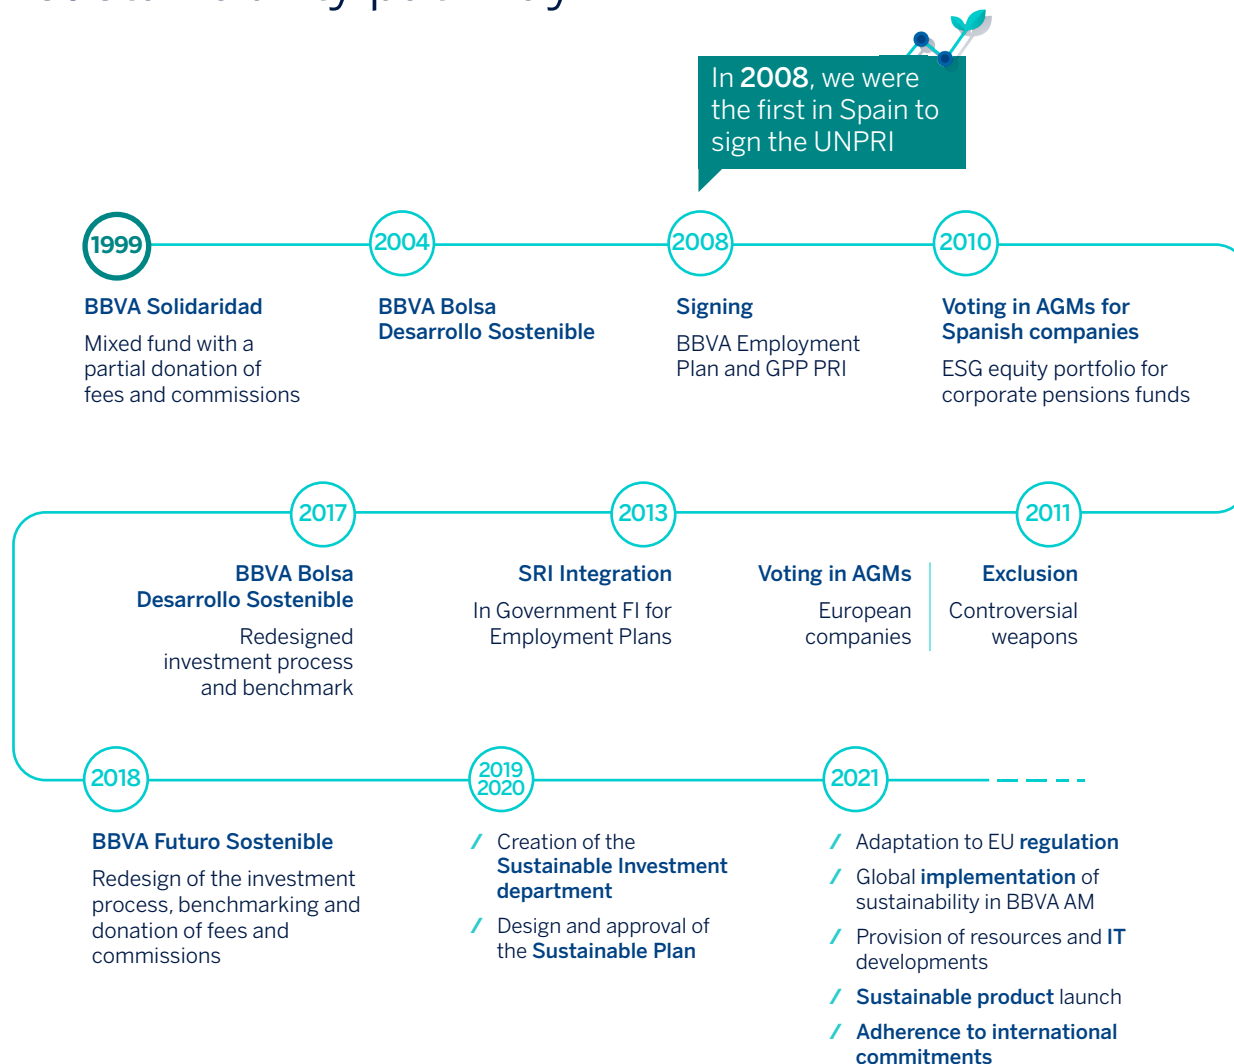 In 2008, we were
the first in Spain to
sign the UNPRI
1999
BBVA Solidaridad
Mixed fund with a
partial donation of
fees and commissions
2004
BBVA Bolsa
Desarrollo Sostenible
2008
Signing
BBVA Employment
Plan and GPP PRI
2010
Voting in AGMs for
Spanish companies
ESG equity portfolio for
corporate pensions funds
2017
BBVA Bolsa
Desarrollo Sostenible
Redesigned
investment process
and benchmark
2013
SRI Integration
In Government FI for
Employment Plans
2011
Voting in AGMs
European
companies
Exclusion
Controversial
weapons
2018
BBVA Futuro Sostenible
Redesign of the investment
process, benchmarking and
donation of fees and
commissions
2019
2020
/ Creation of the
Sustainable Investment
department
/ Design and approval of
the Sustainable Plan
2021
/ Adaptation to EU regulation
/ Global implementation of
sustainability in BBVA AM
/ Provision of resources and IT
developments
/ Sustainable product launch
/ Adherence to international
commitments